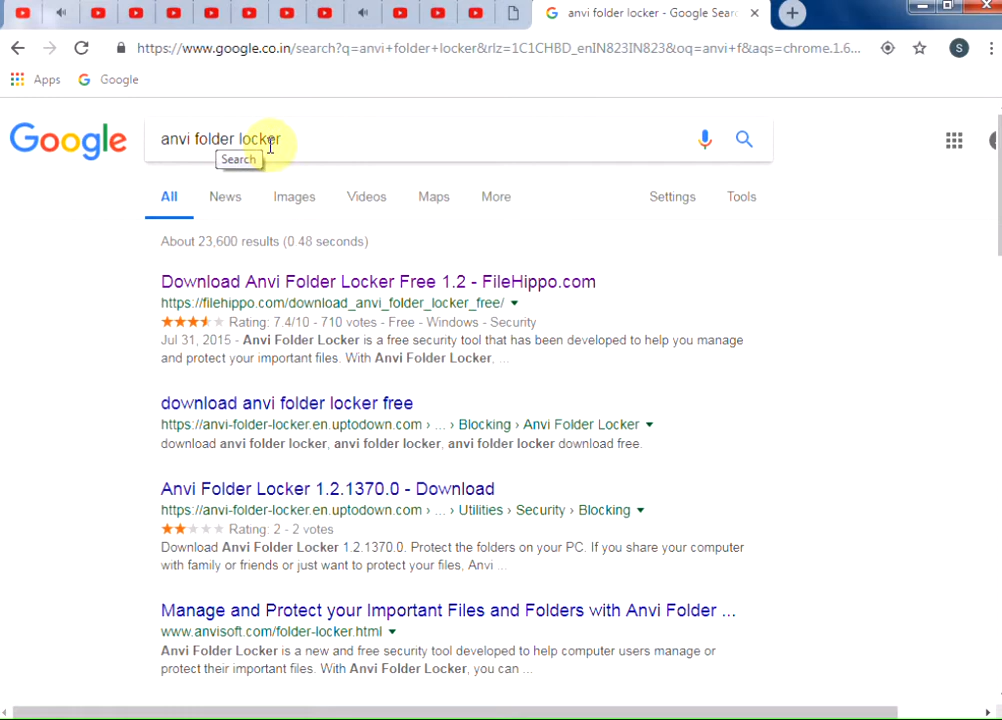 anvi folder locker - Google Sear
https://www.google.co.in/search?q=anvi+folder+locker&rlz=1C1CHBD_enIN823IN823&oq=anvi+f&aqs=chrome.1.6...
S
Apps Google
Google
anvi folder locker
Search
All News Images Videos Maps More Settings Tools
About 23,600 results (0.48 seconds)
Download Anvi Folder Locker Free 1.2 - FileHippo.com
https://filehippo.com/download_anvi_folder_locker_free/
Rating: 7.4/10 - 710 votes - Free - Windows - Security
Jul 31, 2015 - Anvi Folder Locker is a free security tool that has been developed to help you manage
and protect your important files. With Anvi Folder Locker, ...
download anvi folder locker free
https://anvi-folder-locker.en.uptodown.com › ... › Blocking › Anvi Folder Locker
download anvi folder locker, anvi folder locker, anvi folder locker download free.
Anvi Folder Locker 1.2.1370.0 - Download
https://anvi-folder-locker.en.uptodown.com › ... › Utilities › Security › Blocking
Rating: 2 - 2 votes
Download Anvi Folder Locker 1.2.1370.0. Protect the folders on your PC. If you share your computer
with family or friends or just want to protect your files, Anvi ...
Manage and Protect your Important Files and Folders with Anvi Folder ...
www.anvisoft.com/folder-locker.html
Anvi Folder Locker is a new and free security tool developed to help computer users manage or
protect their important files. With Anvi Folder Locker, you can ...